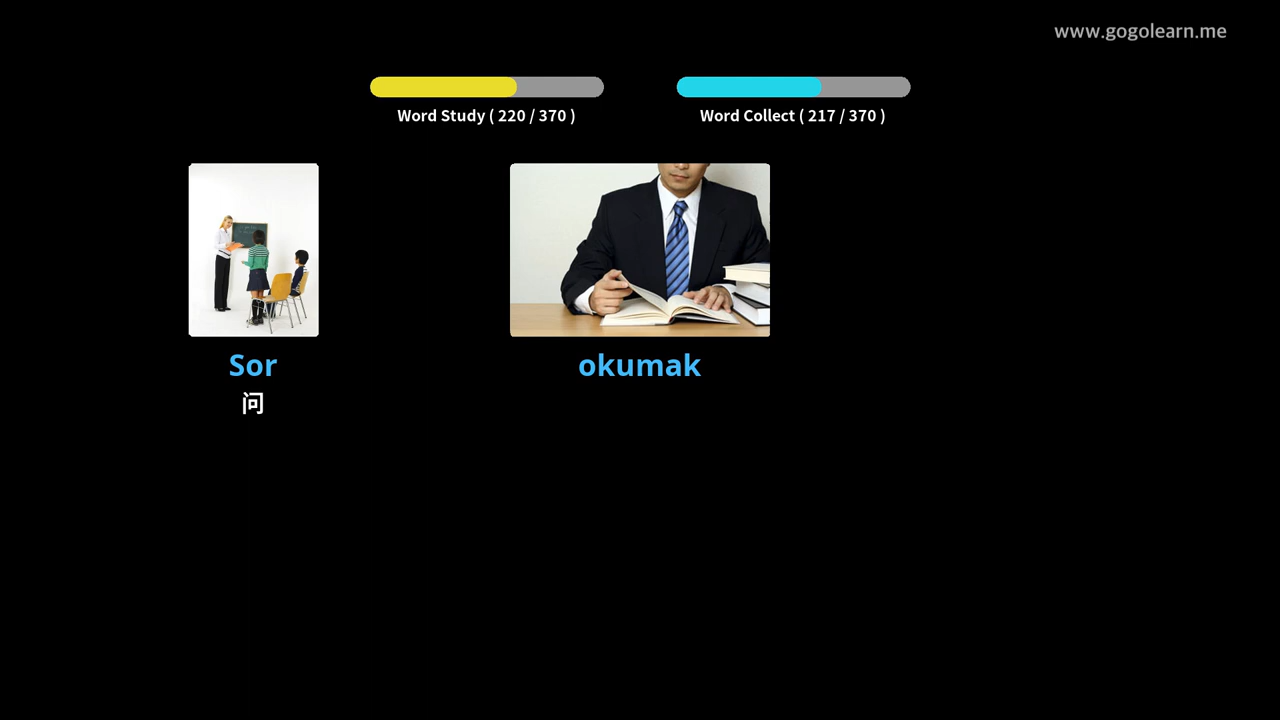 www.gogolearn.me
Word Study ( 220 / 370 )
Word Collect ( 217 / 370 )
Sor
问
okumak